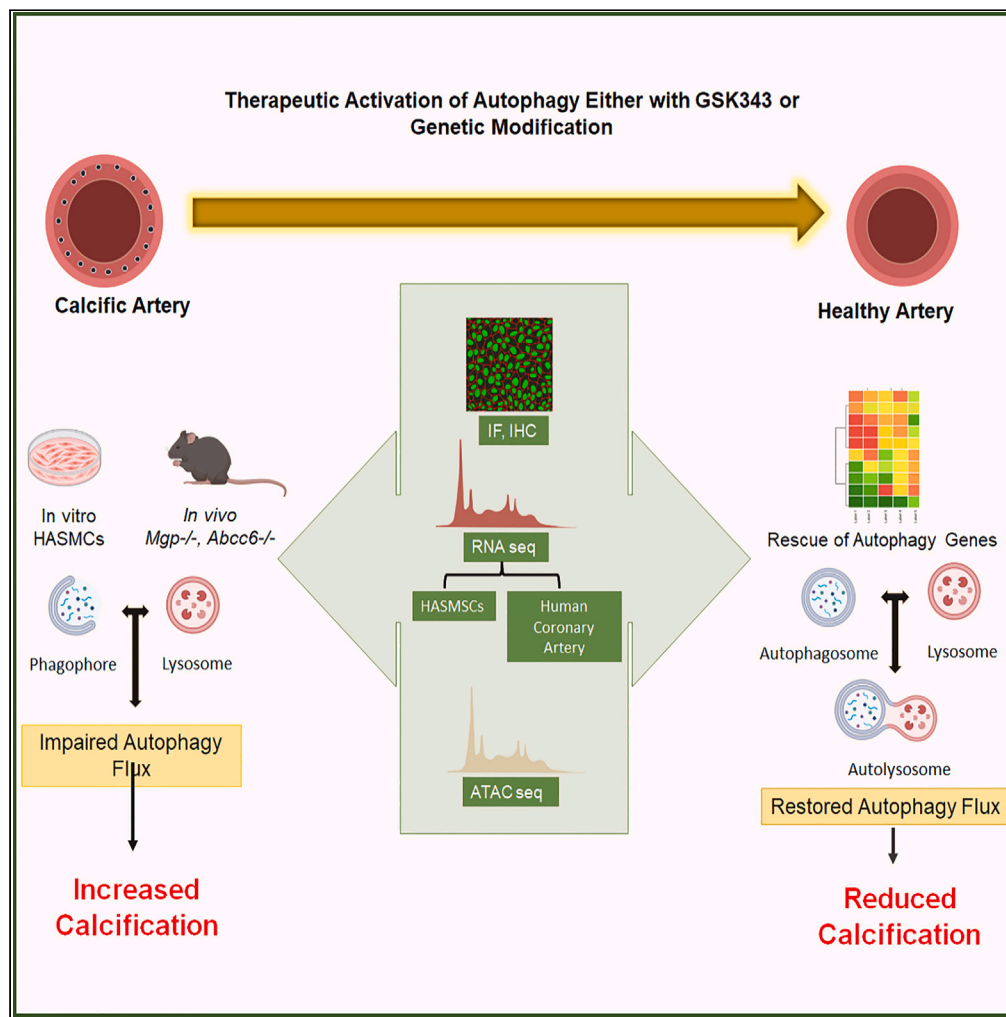 Therapeutic Activation of Autophagy Either with GSK343 or
Genetic Modification
Calcific Artery
Healthy Artery
In vitro
HASMCs
In vivo
Mgp-/-, Abcc6-/-
Phagophore
Lysosome
Impaired Autophagy
Flux
Increased
Calcification
IF, IHC
RNA seq
HASMSCs
Human
Coronary
Artery
ATAC seq
Rescue of Autophagy Genes
Autophagosome
Lysosome
Autolysosome
Restored Autophagy Flux
Reduced
Calcification